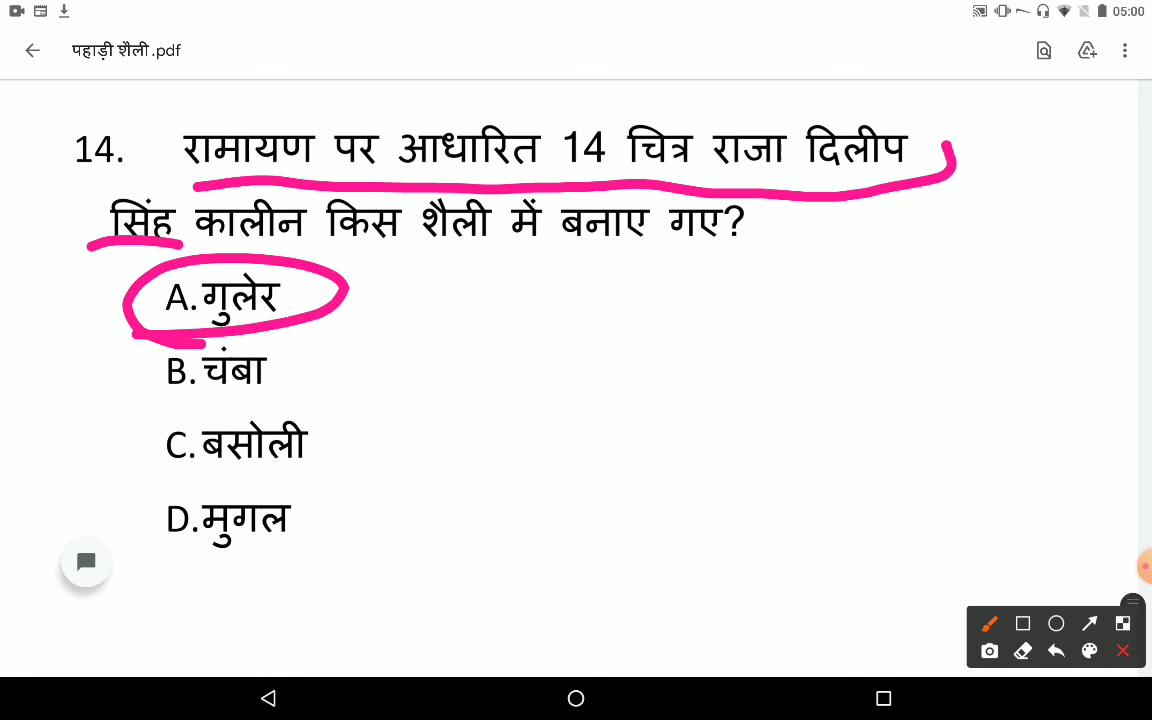 05:00
पहाड़ी शैली.pdf
14. रामायण पर आधारित 14 चित्र राजा दिलीप
सिंह कालीन किस शैली में बनाए गए?
A. गुलेर
B. चंबा
C. बसोली
D. मुगल